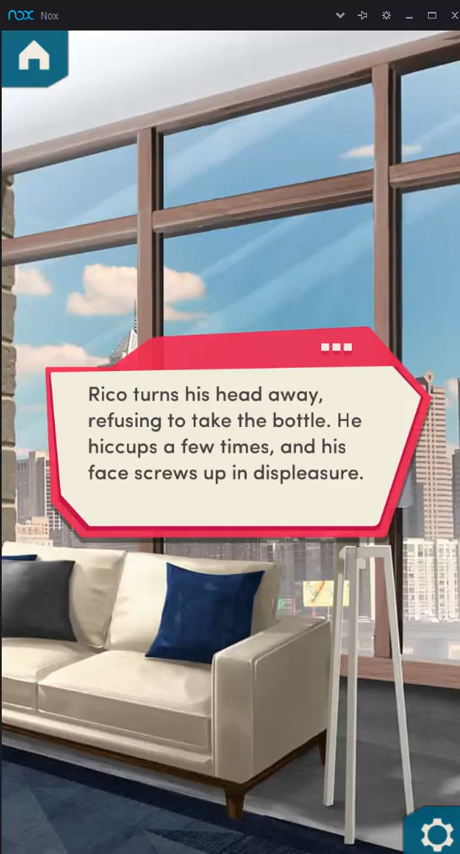 nox Nox
Rico turns his head away,
refusing to take the bottle. He
hiccups a few times, and his
face screws up in displeasure.